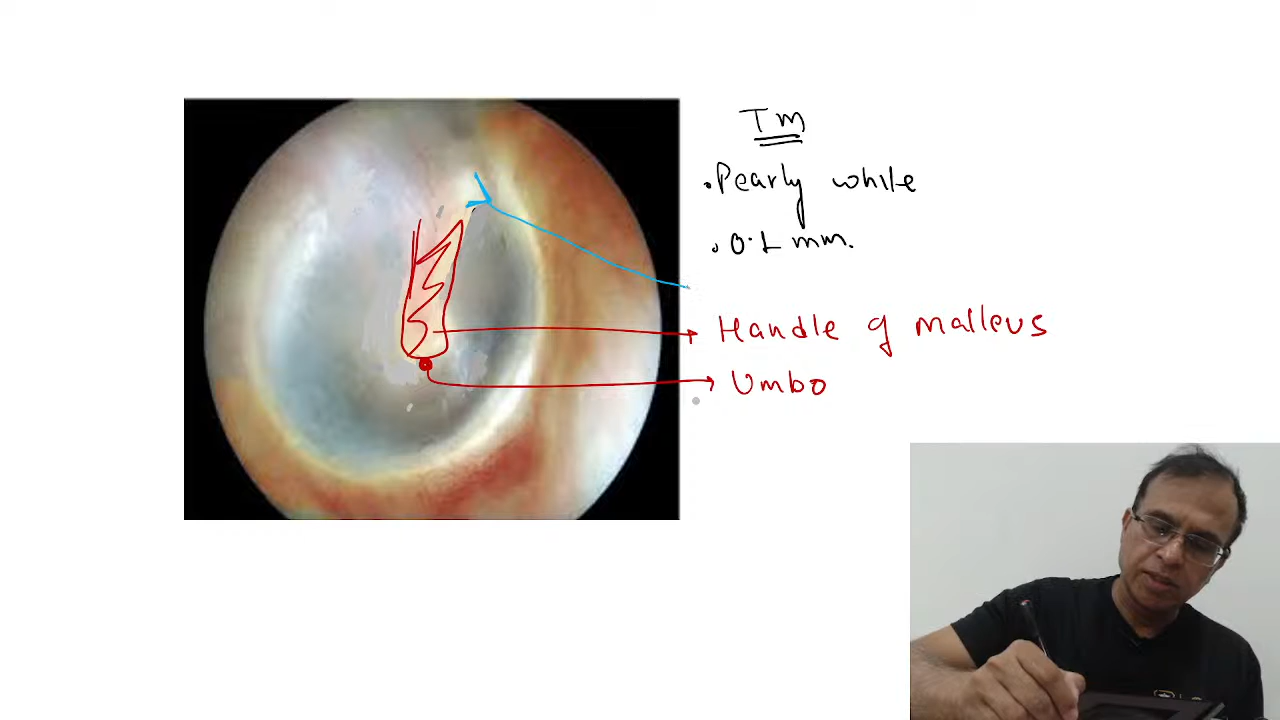 Tm
• Pearly white
• 0.1 mm.
Handle of malleus
Umbo